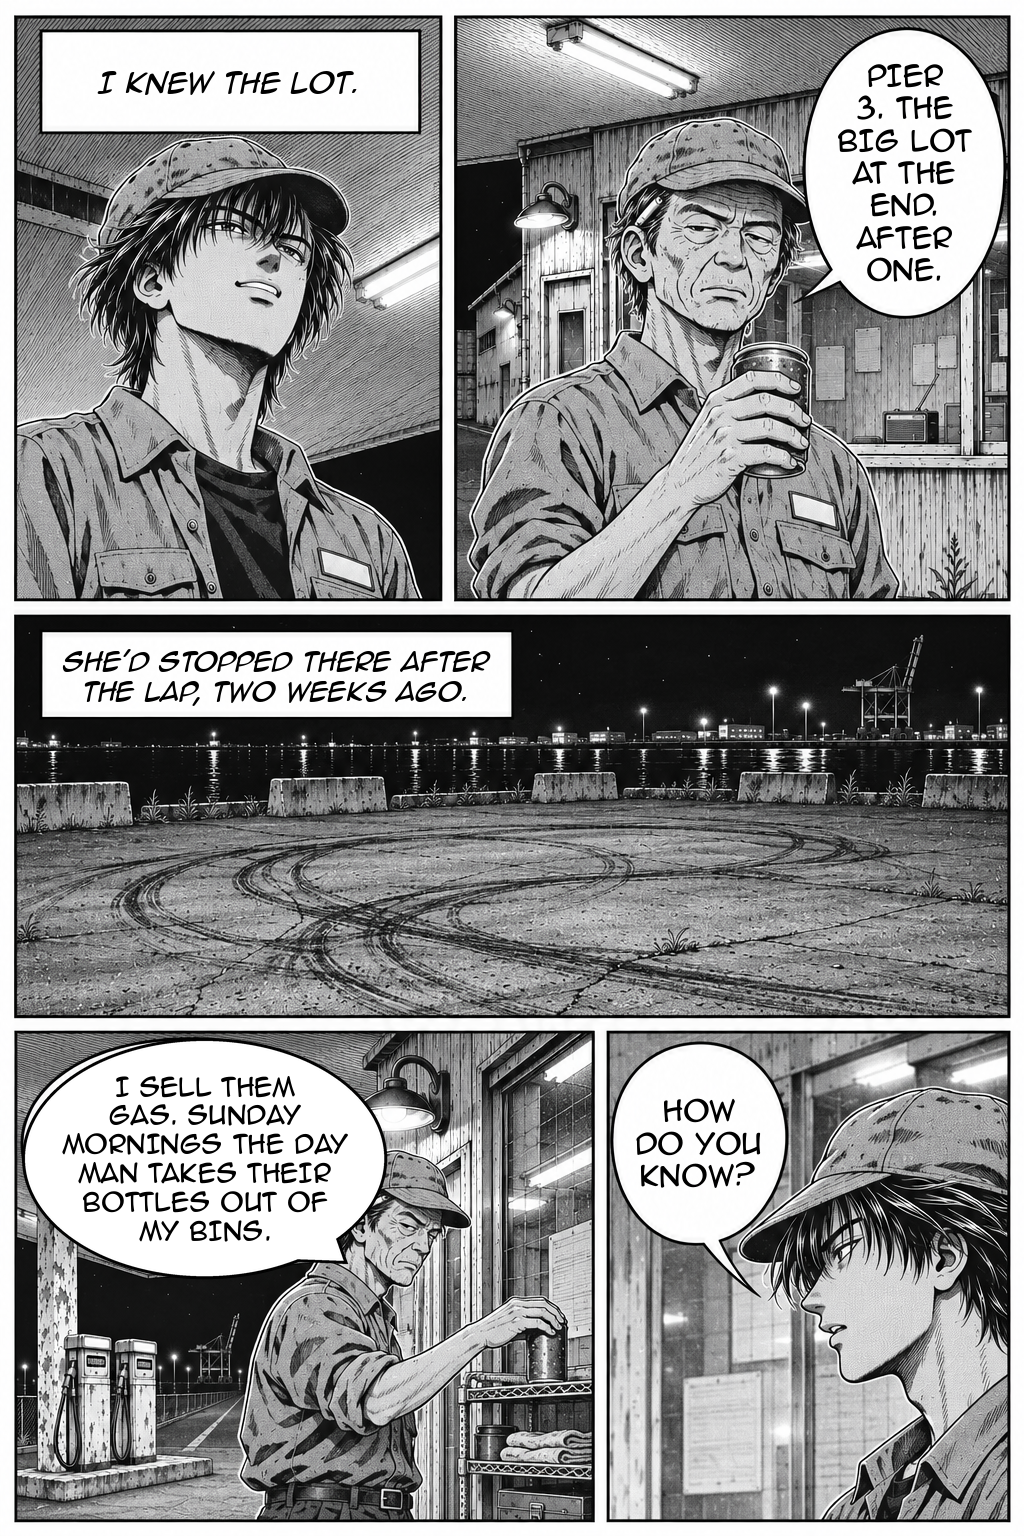 I KNEW THE LOT.
PIER
3. THE
BIG LOT
AT THE
END.
AFTER
ONE.
SHE'D STOPPED THERE AFTER
THE LAP, TWO WEEKS AGO.
I SELL THEM
GAS. SUNDAY
MORNINGS THE DAY
MAN TAKES THEIR
BOTTLES OUT OF
MY BINS.
HOW
DO YOU
KNOW?